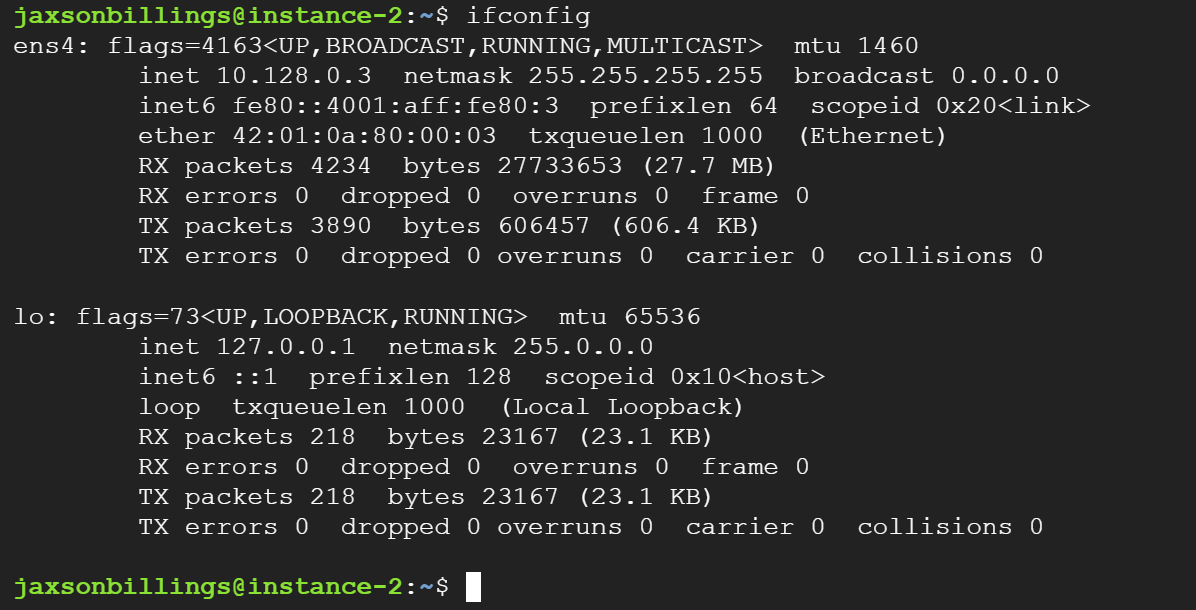 jaxsonbillings@instance-2:~$ ifconfig
ens4: flags=4163<UP,BROADCAST,RUNNING,MULTICAST>  mtu 1460
        inet 10.128.0.3  netmask 255.255.255.255  broadcast 0.0.0.0
        inet6 fe80::4001:aff:fe80:3  prefixlen 64  scopeid 0x20<link>
        ether 42:01:0a:80:00:03  txqueuelen 1000  (Ethernet)
        RX packets 4234  bytes 27733653 (27.7 MB)
        RX errors 0  dropped 0  overruns 0  frame 0
        TX packets 3890  bytes 606457 (606.4 KB)
        TX errors 0  dropped 0 overruns 0  carrier 0  collisions 0

lo: flags=73<UP,LOOPBACK,RUNNING>  mtu 65536
        inet 127.0.0.1  netmask 255.0.0.0
        inet6 ::1  prefixlen 128  scopeid 0x10<host>
        loop  txqueuelen 1000  (Local Loopback)
        RX packets 218  bytes 23167 (23.1 KB)
        RX errors 0  dropped 0  overruns 0  frame 0
        TX packets 218  bytes 23167 (23.1 KB)
        TX errors 0  dropped 0 overruns 0  carrier 0  collisions 0

jaxsonbillings@instance-2:~$